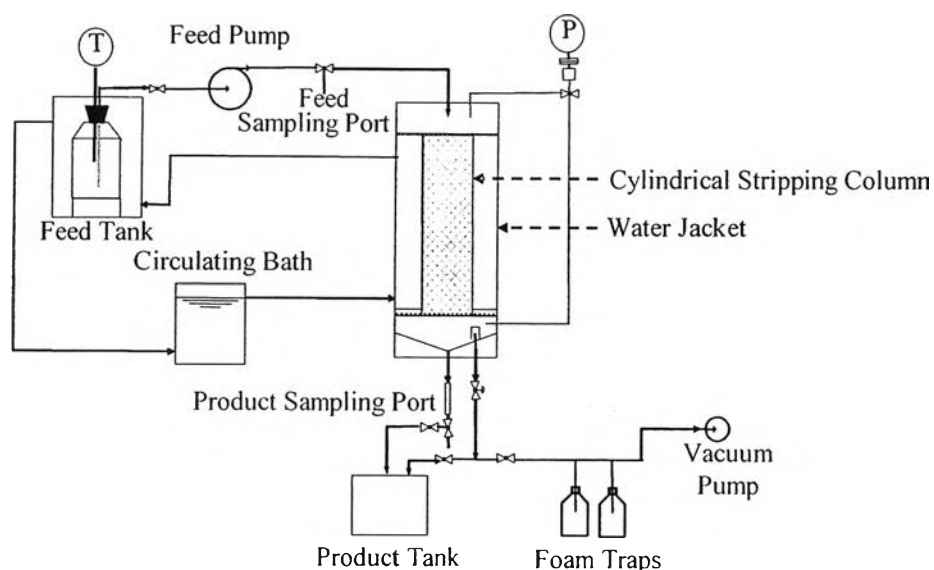 T
Feed Pump
P
Feed
Sampling Port
Cylindrical Stripping Column
Feed Tank
Water Jacket
Circulating Bath
Product Sampling Port
Vacuum
Pump
Product Tank
Foam Traps